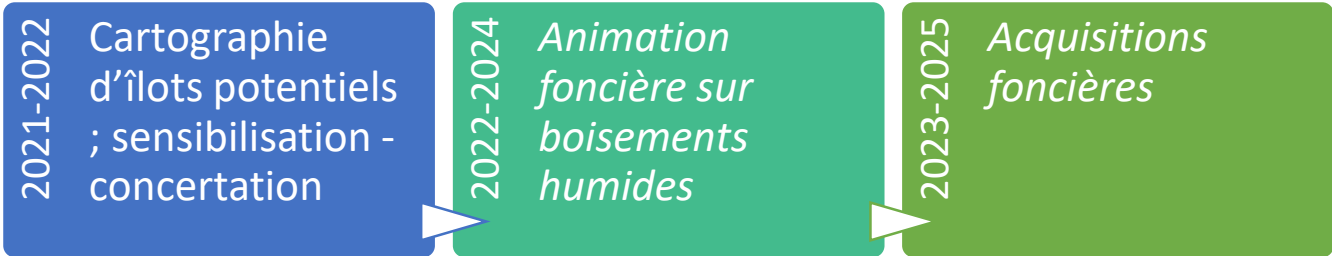 2021-2022
Cartographie
d’îlots potentiels
; sensibilisation -
concertation
2022-2024
Animation
foncière sur
boisements
humides
2023-2025
Acquisitions
foncières